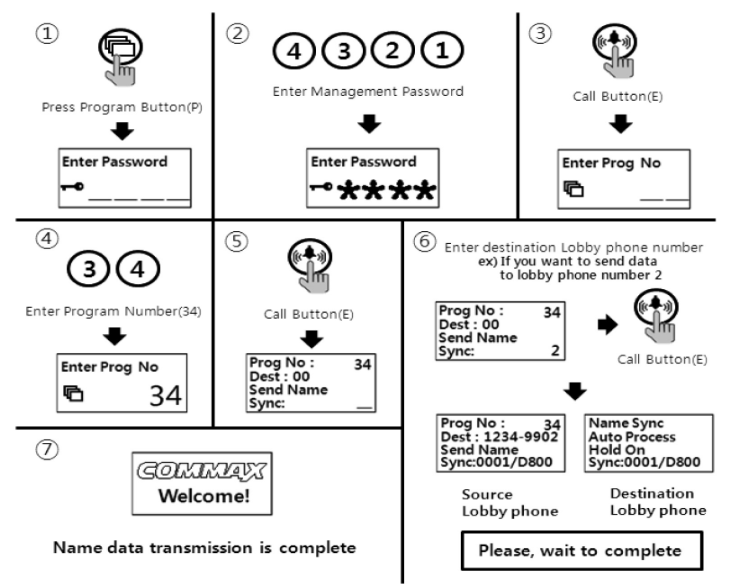 ①
Press Program Button(P)
Enter Password
②
4 3 2 1
Enter Management Password
Enter Password
③
Call Button(E)
Enter Prog No
④
3 4
Enter Program Number(34)
Enter Prog No
34
⑤
Call Button(E)
Prog No : 34
Dest : 00
Send Name
Sync: __
⑥
Enter destination Lobby phone number
ex) If you want to send data
to lobby phone number 2
Prog No : 34
Dest : 00
Send Name
Sync: 2
Call Button(E)
Prog No : 34
Dest : 1234-9902
Send Name
Sync:0001/D800
Source
Lobby phone
Name Sync
Auto Process
Hold On
Sync:0001/D800
Destination
Lobby phone
Please, wait to complete
⑦
COMMAX
Welcome!
Name data transmission is complete